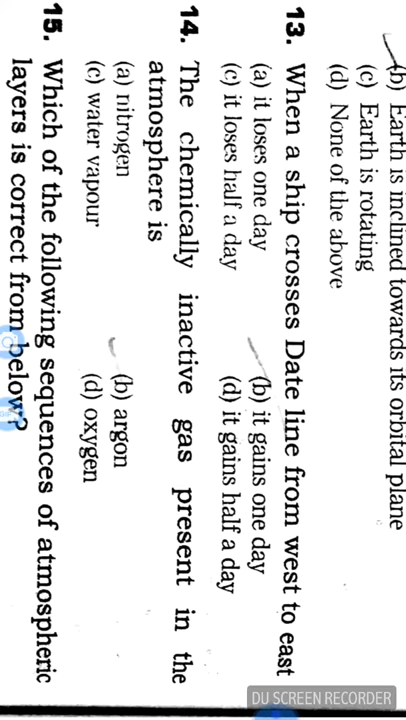 (b) Earth is inclined towards its orbital plane
(c) Earth is rotating
(d) None of the above
13. When a ship crosses Date line from west to east
(a) it loses one day (b) it gains one day
(c) it loses half a day (d) it gains half a day
14. The chemically inactive gas present in the
atmosphere is
(a) nitrogen (b) argon
(c) water vapour (d) oxygen
15. Which of the following sequences of atmospheric
layers is correct from below?
DU SCREEN RECORDER